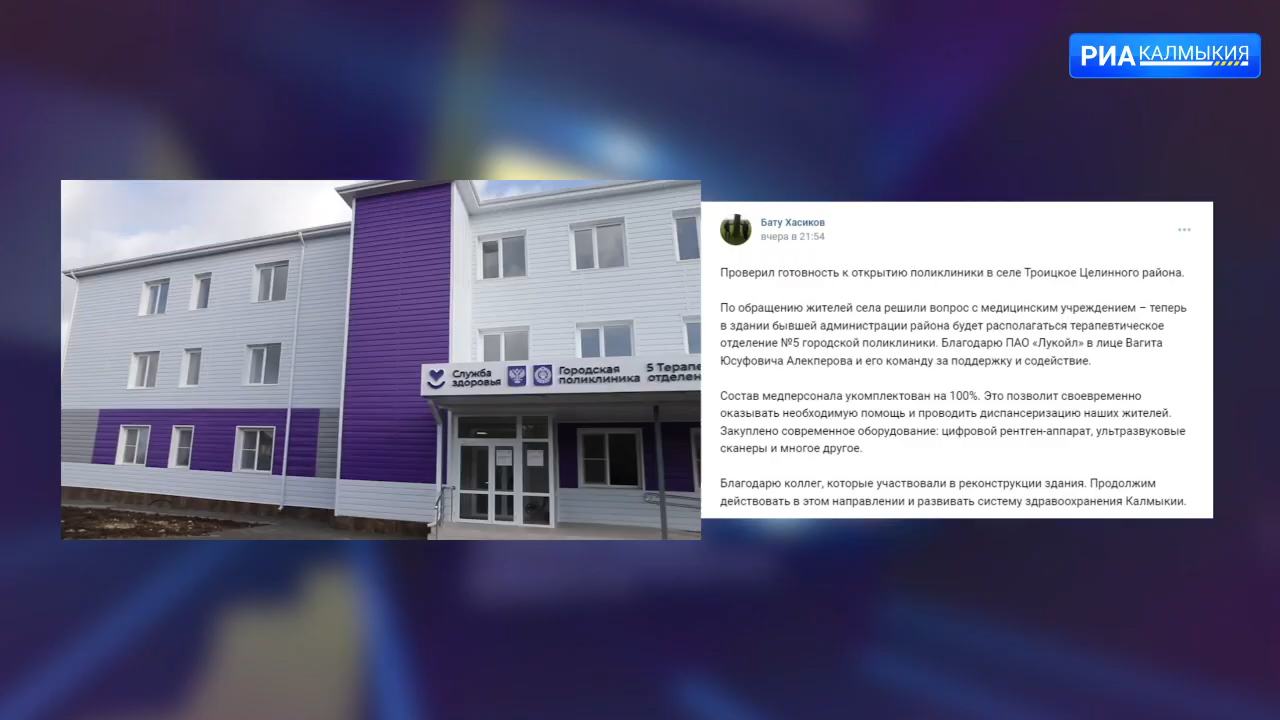 РИА КАЛМЫКИЯ
Служба
здоровья
Городская
поликлиника
5 Терапе
отделен
Бату Хасиков
вчера в 21:54
Проверил готовность к открытию поликлиники в селе Троицкое Целинного района.
По обращению жителей села решили вопрос с медицинским учреждением – теперь
в здании бывшей администрации района будет располагаться терапевтическое
отделение №5 городской поликлиники. Благодарю ПАО «Лукойл» в лице Вагита
Юсуфовича Алекперова и его команду за поддержку и содействие.
Состав медперсонала укомплектован на 100%. Это позволит своевременно
оказывать необходимую помощь и проводить диспансеризацию наших жителей.
Закуплено современное оборудование: цифровой рентген-аппарат, ультразвуковые
сканеры и многое другое.
Благодарю коллег, которые участвовали в реконструкции здания. Продолжим
действовать в этом направлении и развивать систему здравоохранения Калмыкии.